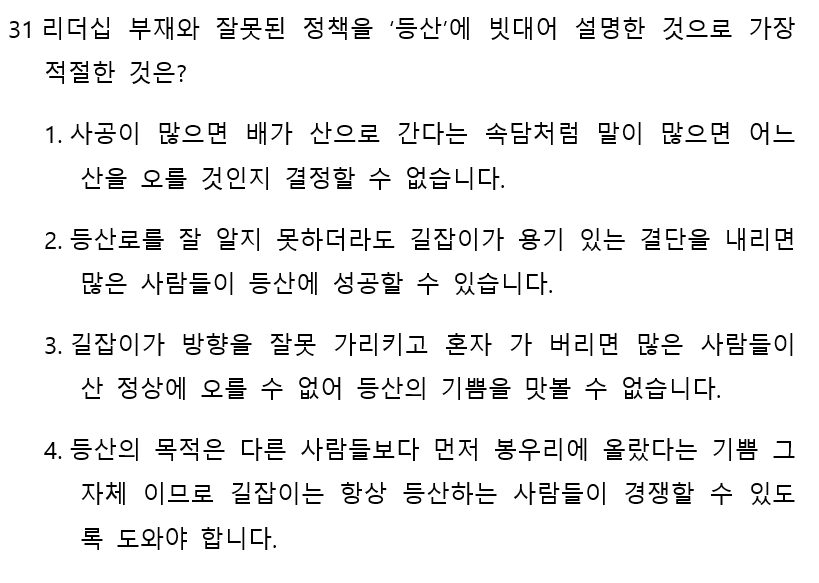 31 리더십 부재와 잘못된 정책을 ‘등산’에 빗대어 설명한 것으로 가장
적절한 것은?
1. 사공이 많으면 배가 산으로 간다는 속담처럼 말이 많으면 어느
산을 오를 것인지 결정할 수 없습니다.
2. 등산로를 잘 알지 못하더라도 길잡이가 용기 있는 결단을 내리면
많은 사람들이 등산에 성공할 수 있습니다.
3. 길잡이가 방향을 잘못 가리키고 혼자 가 버리면 많은 사람들이
산 정상에 오를 수 없어 등산의 기쁨을 맛볼 수 없습니다.
4. 등산의 목적은 다른 사람들보다 먼저 봉우리에 올랐다는 기쁨 그
자체 이므로 길잡이는 항상 등산하는 사람들이 경쟁할 수 있도
록 도와야 합니다.